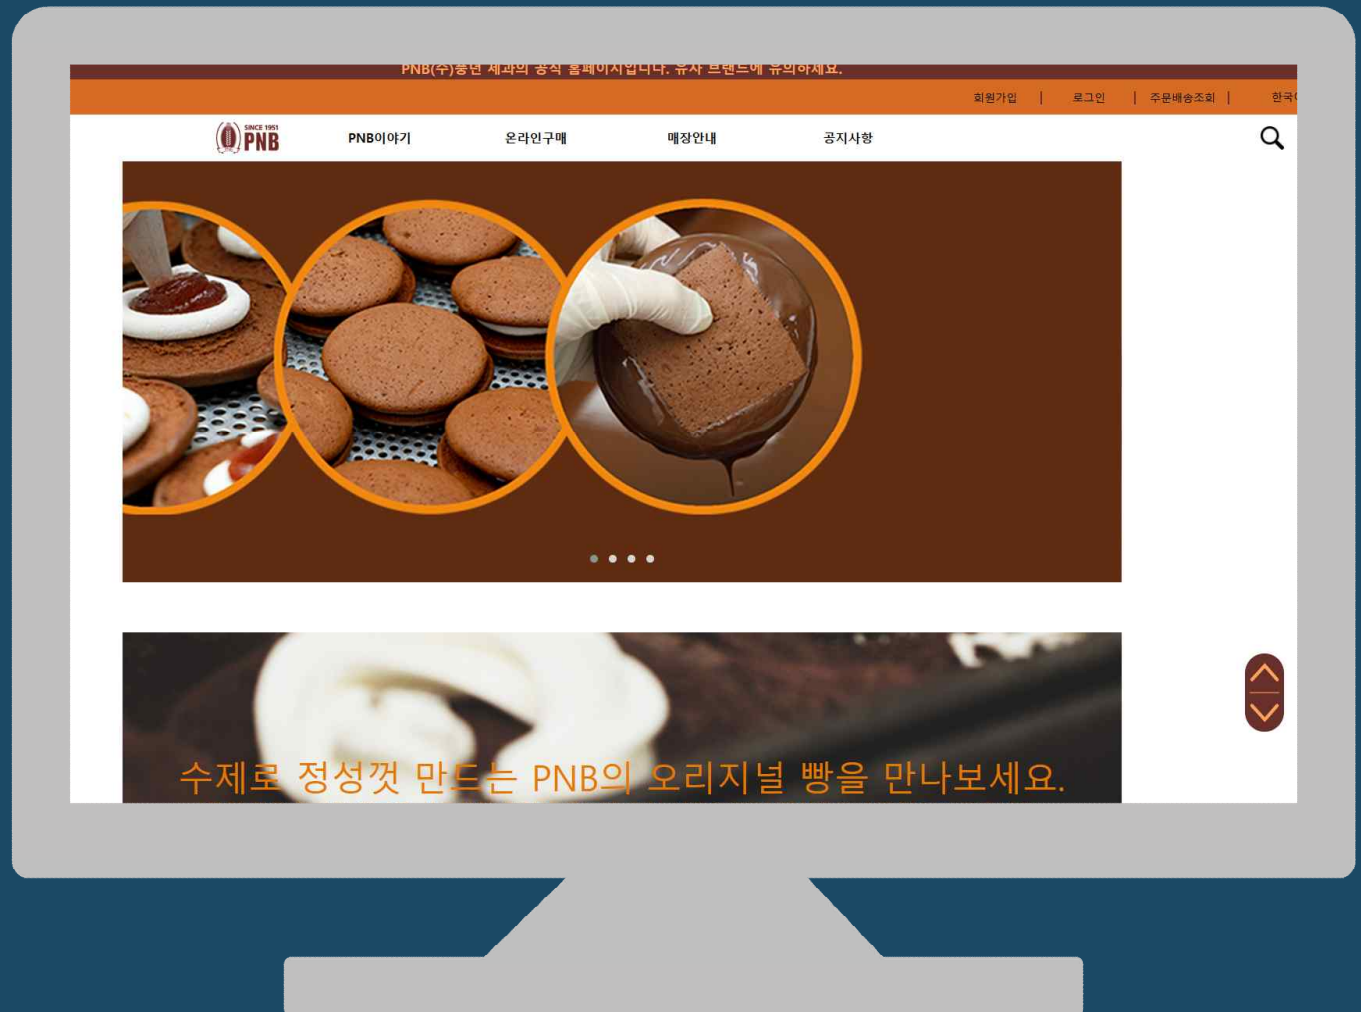 PNB(주)풍년 제과의 공식 홈페이지입니다. 유사 브랜드에 유의하세요.
회원가입 | 로그인 | 주문배송조회 | 한국
SINCE 1951
PNB
PNB이야기 온라인구매 매장안내 공지사항
수제로 정성껏 만드는 PNB의 오리지널 빵을 만나보세요.